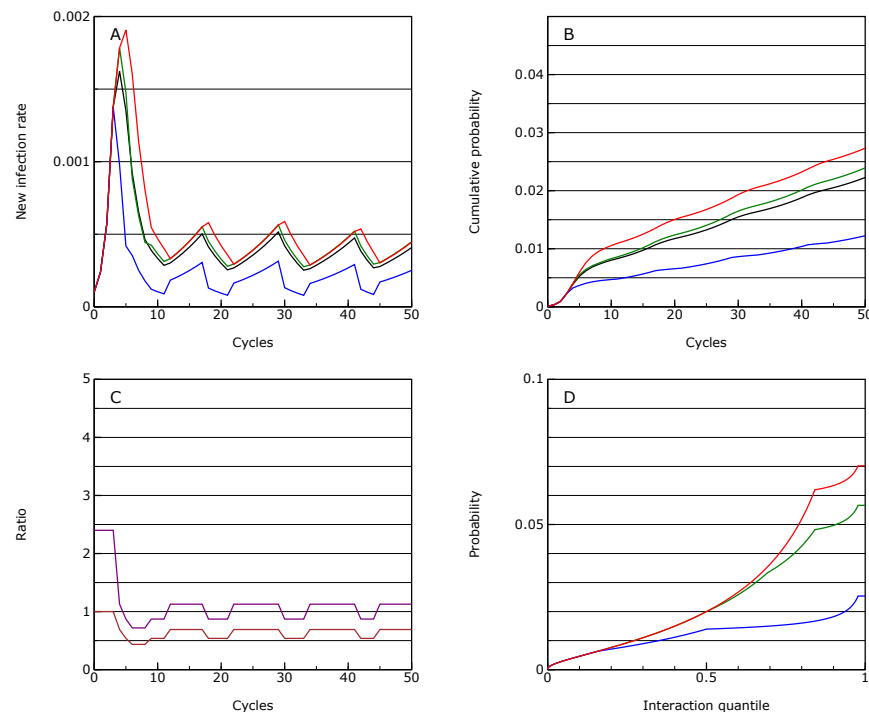 A
New infection rate
0.002
0.001
0
0 10 20 30 40 50
Cycles
B
Cumulative probability
0.04
0.03
0.02
0.01
0
0 10 20 30 40 50
Cycles
C
Ratio
5
4
3
2
1
0
0 10 20 30 40 50
Cycles
D
Probability
0.1
0.05
0
0 0.5 1
Interaction quantile